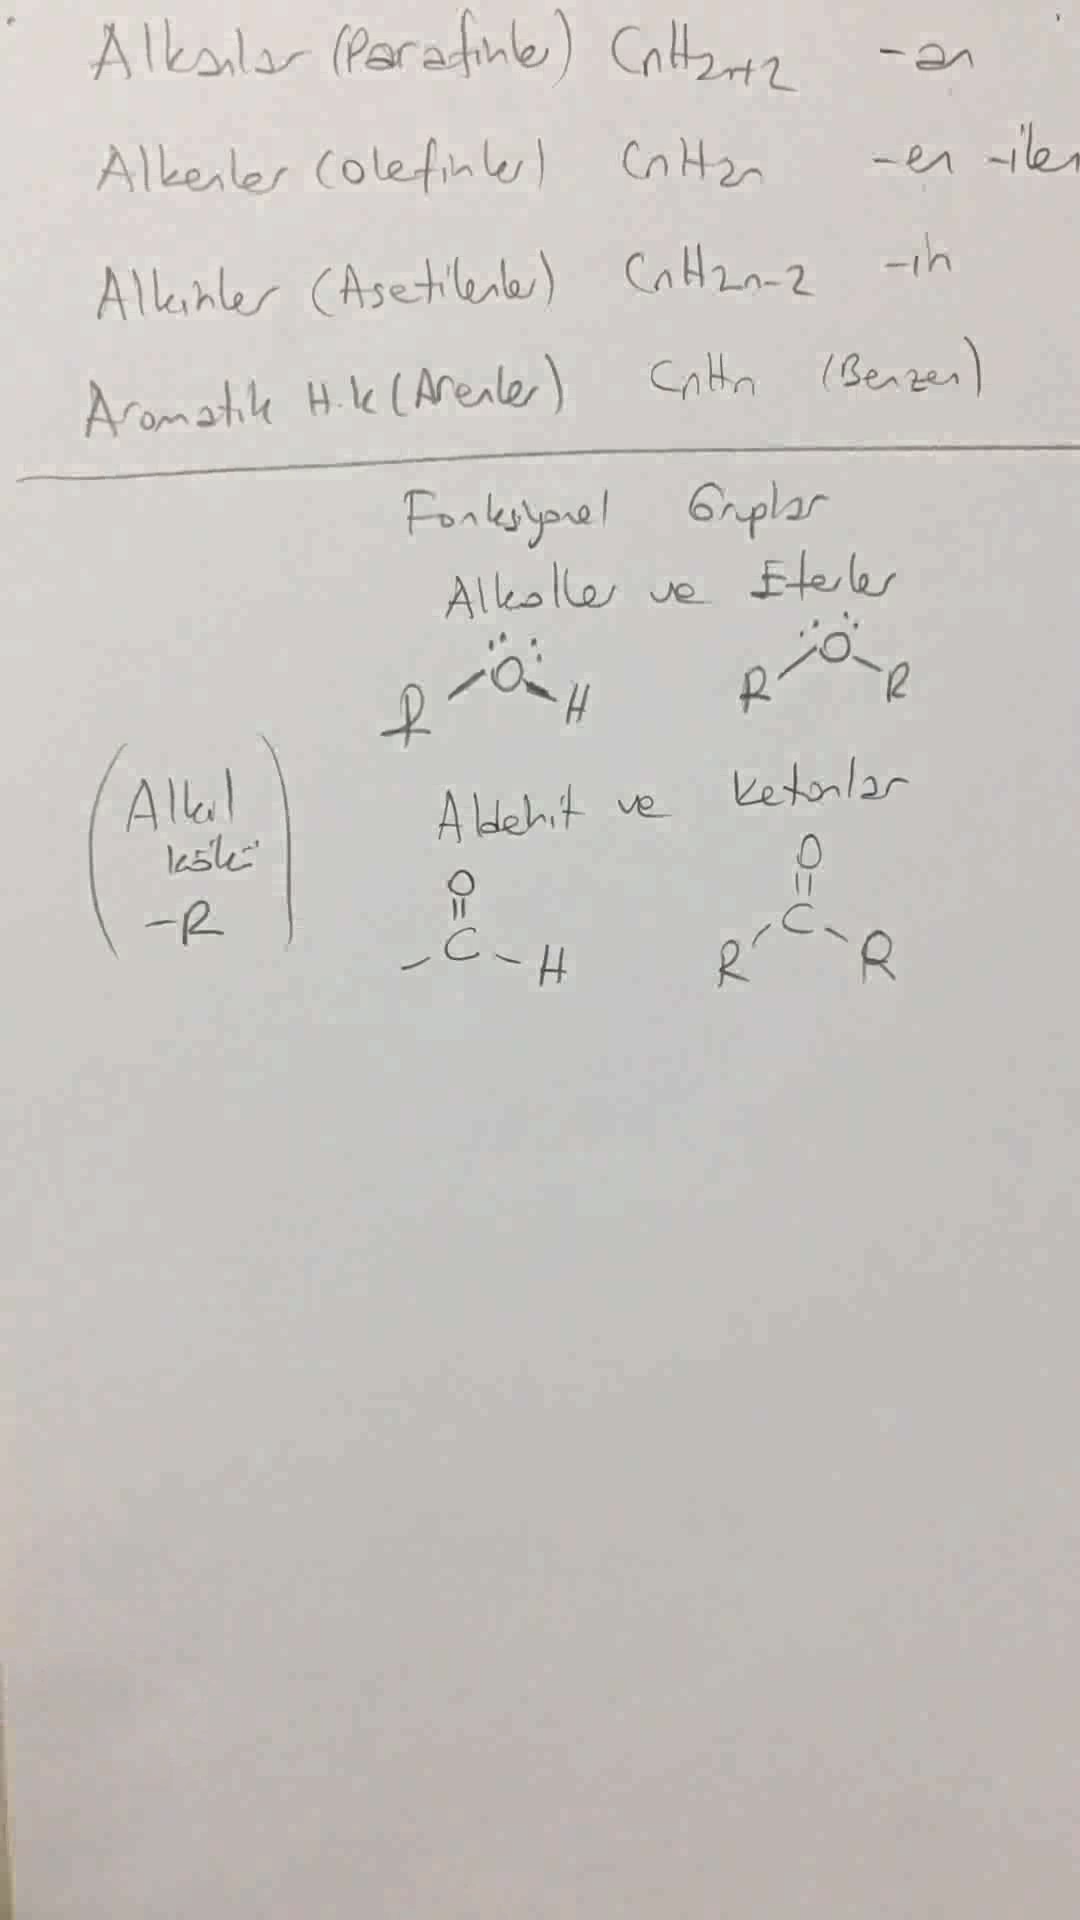 Alkanlar (Parafinler) CnH2n+2 -an
Alkenler (Olefinler) CnH2n -en -ilen
Alkinler (Asetilenler) CnH2n-2 -in
Aromatik H.k (Arenler) CnHn (Benzen)
Fonksiyonel Gruplar
Alkoller ve Eterler
R O H R O R
Alkil
kökü
-R
Aldehit ve Ketonlar
O O
C H R C R